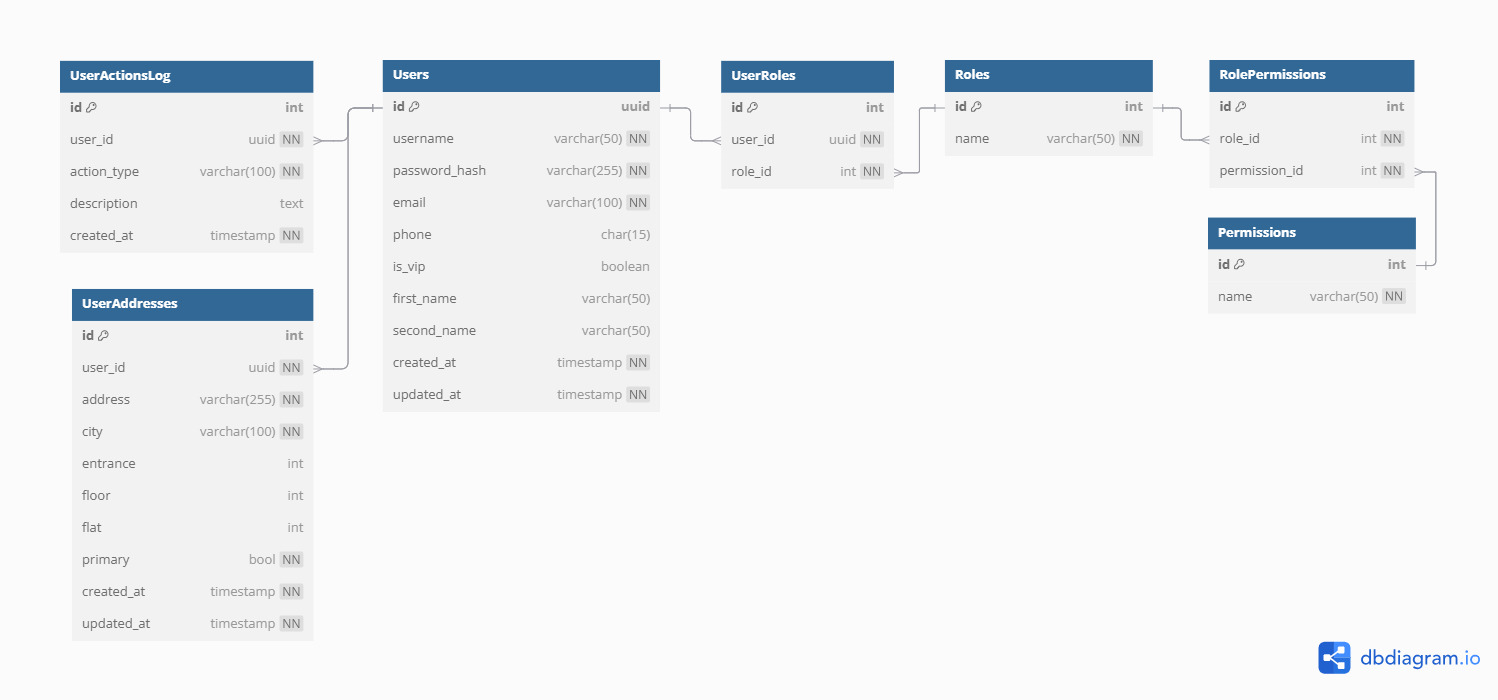 UserActionsLog
id int
user_id uuid NN
action_type varchar(100) NN
description text
created_at timestamp NN
UserAddresses
id int
user_id uuid NN
address varchar(255) NN
city varchar(100) NN
entrance int
floor int
flat int
primary bool NN
created_at timestamp NN
updated_at timestamp NN
Users
id uuid
username varchar(50) NN
password_hash varchar(255) NN
email varchar(100) NN
phone char(15)
is_vip boolean
first_name varchar(50)
second_name varchar(50)
created_at timestamp NN
updated_at timestamp NN
UserRoles
id int
user_id uuid NN
role_id int NN
Roles
id int
name varchar(50) NN
RolePermissions
id int
role_id int NN
permission_id int NN
Permissions
id int
name varchar(50) NN
dbdiagram.io